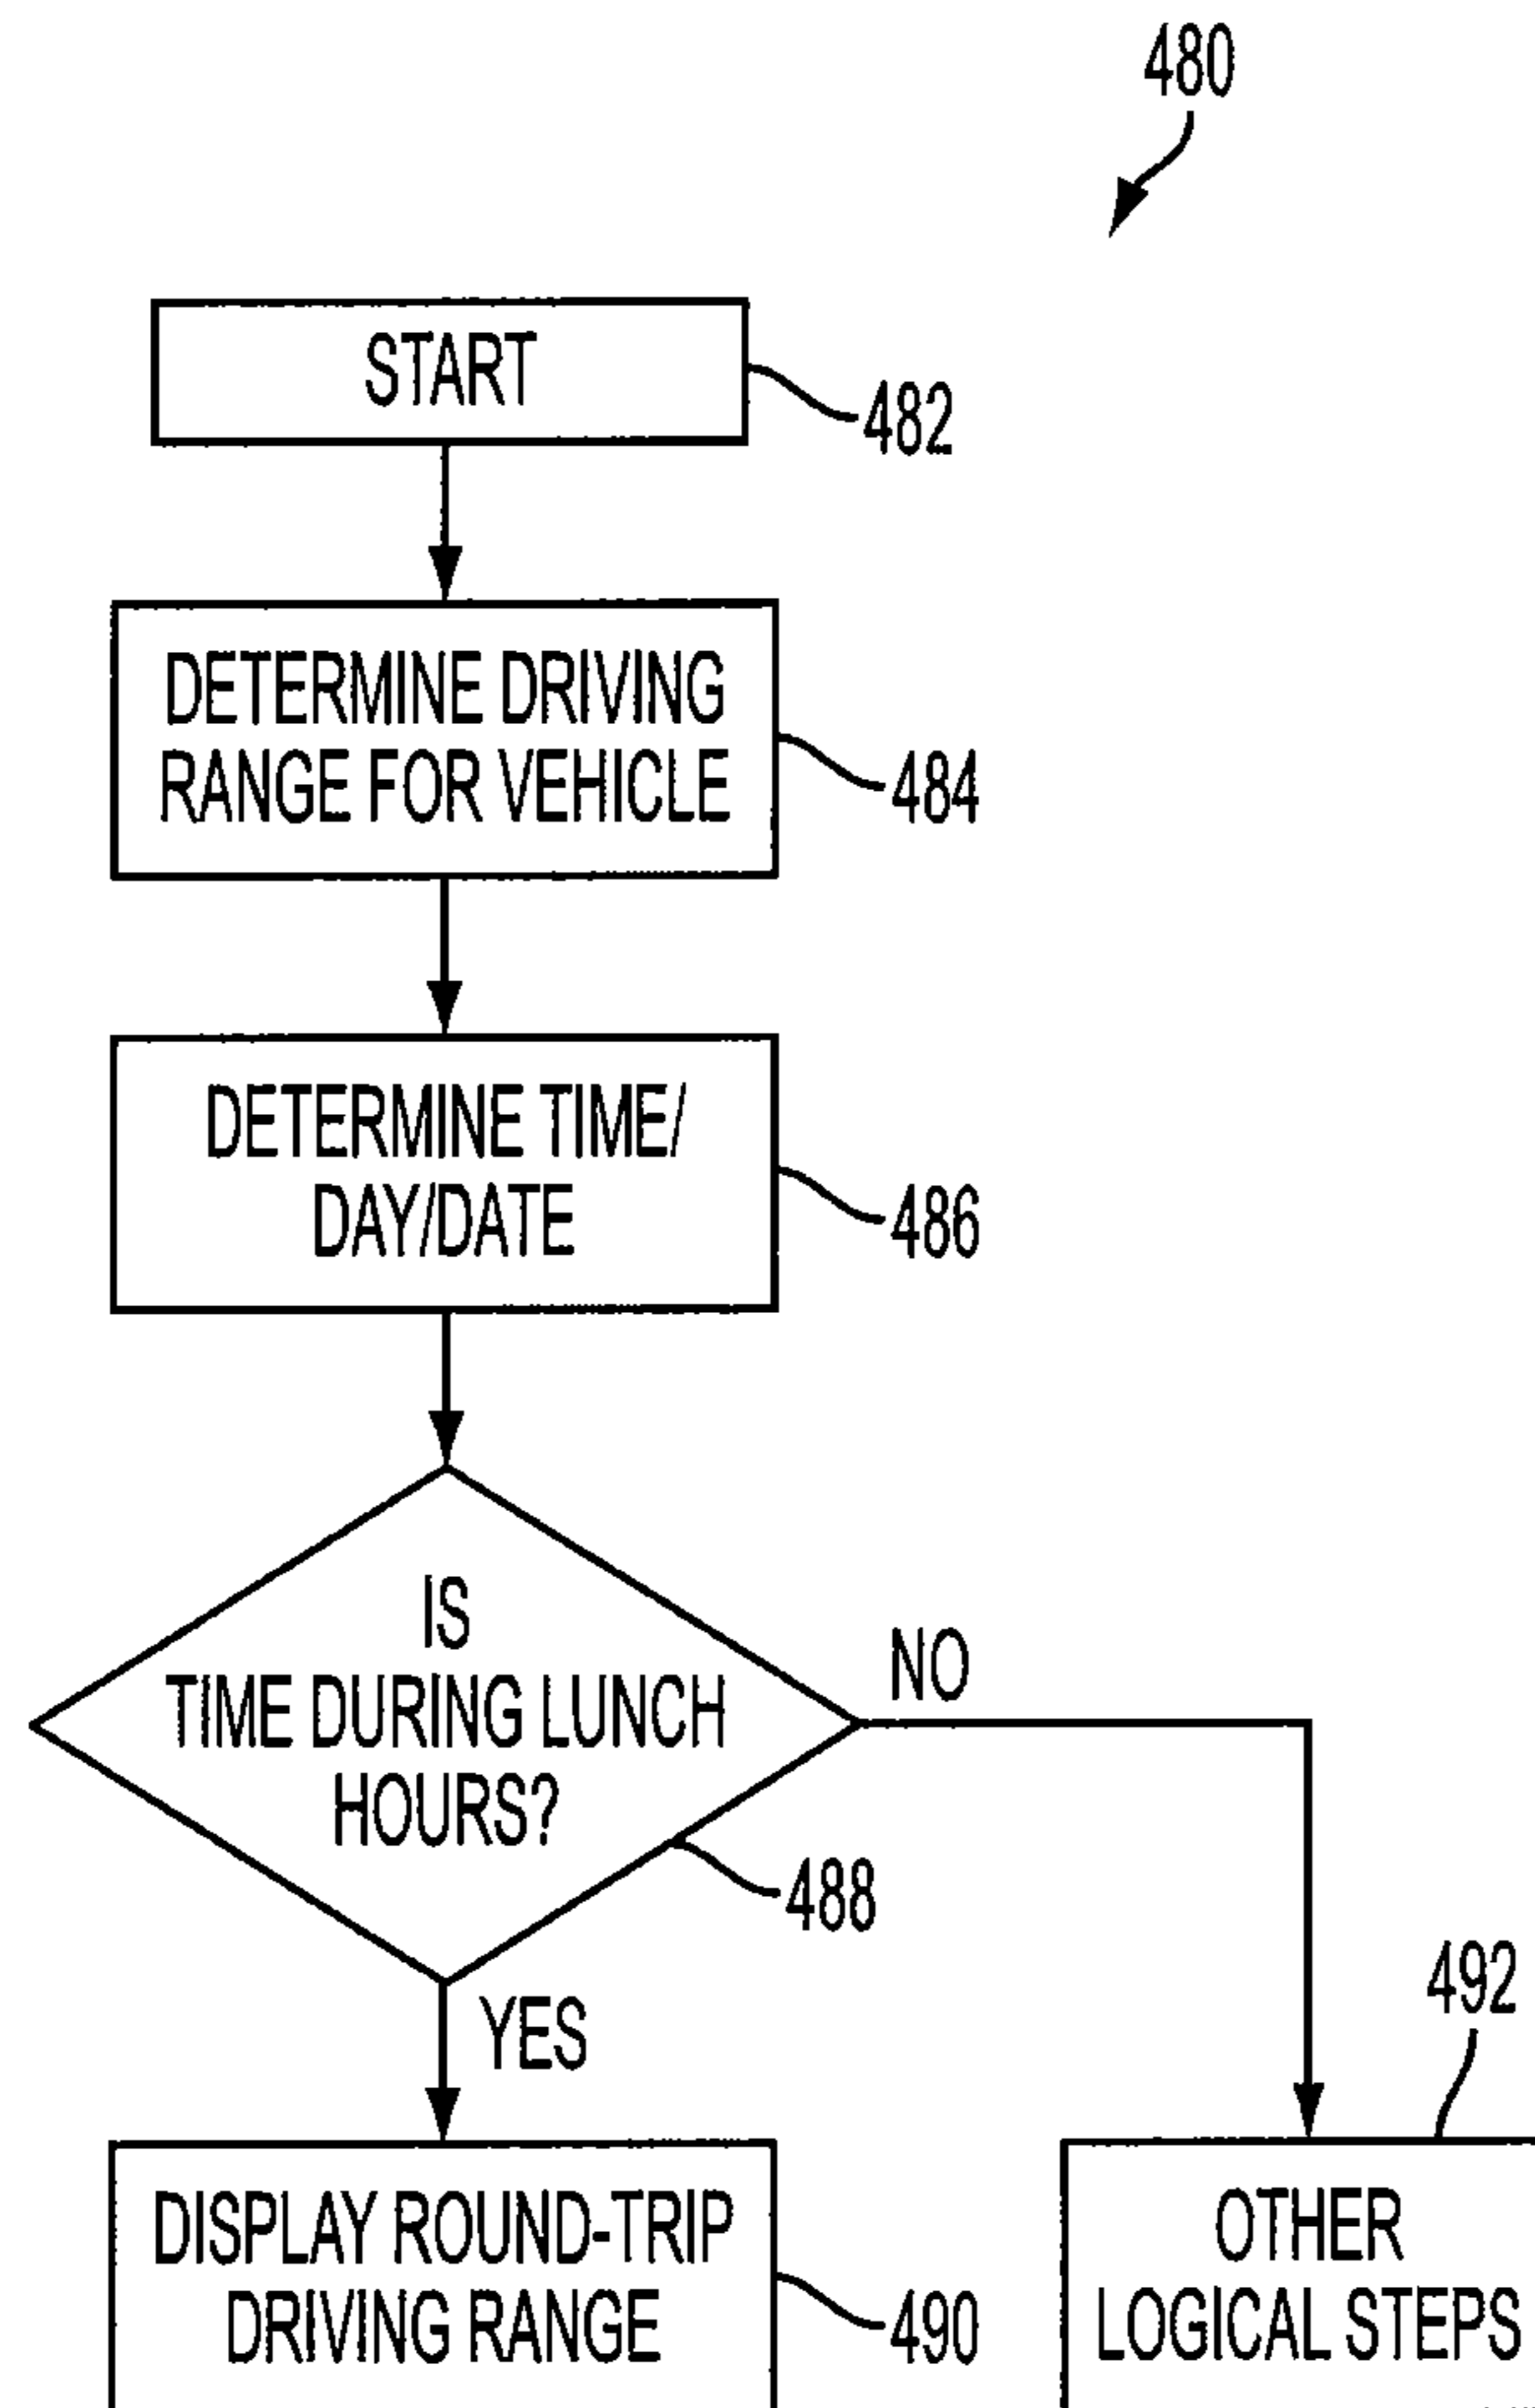 480
START
482
DETERMINE DRIVING
RANGE FOR VEHICLE
484
DETERMINE TIME/
DAY/DATE
486
IS
TIME DURING LUNCH
HOURS?
NO
488
YES
492
DISPLAY ROUND-TRIP
DRIVING RANGE
490
OTHER
LOGICAL STEPS